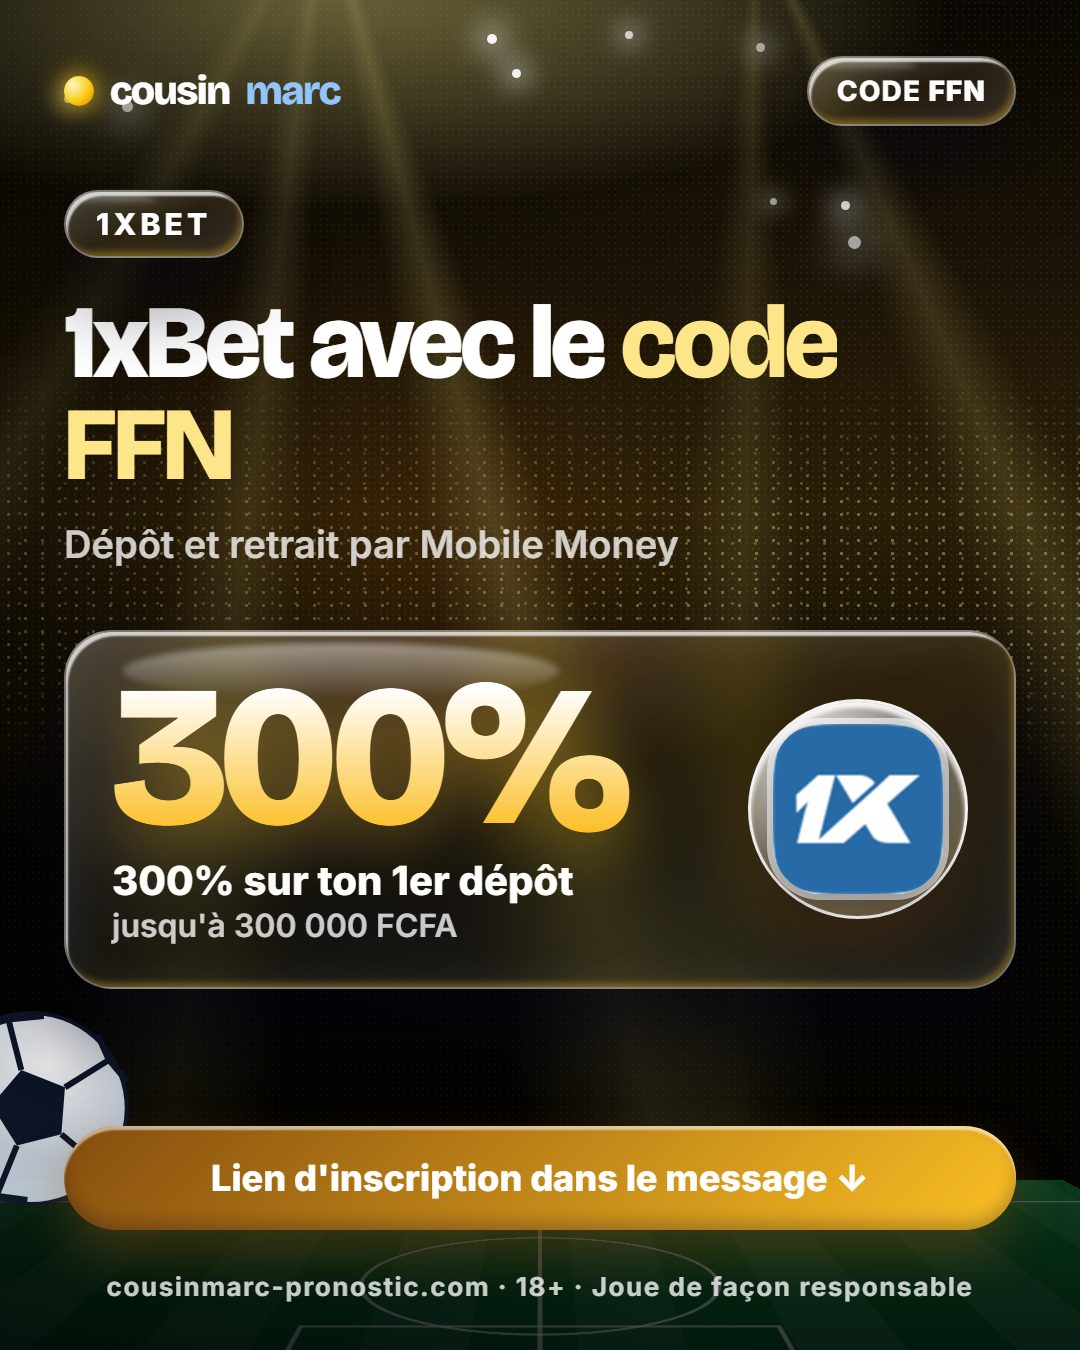 cousin marc
CODE FFN
1XBET
1xBet avec le code
FFN
Dépôt et retrait par Mobile Money
300%
1X
300% sur ton 1er dépôt
jusqu'à 300 000 FCFA
Lien d'inscription dans le message ↓
cousinmarc-pronostic.com · 18+ · Joue de façon responsable